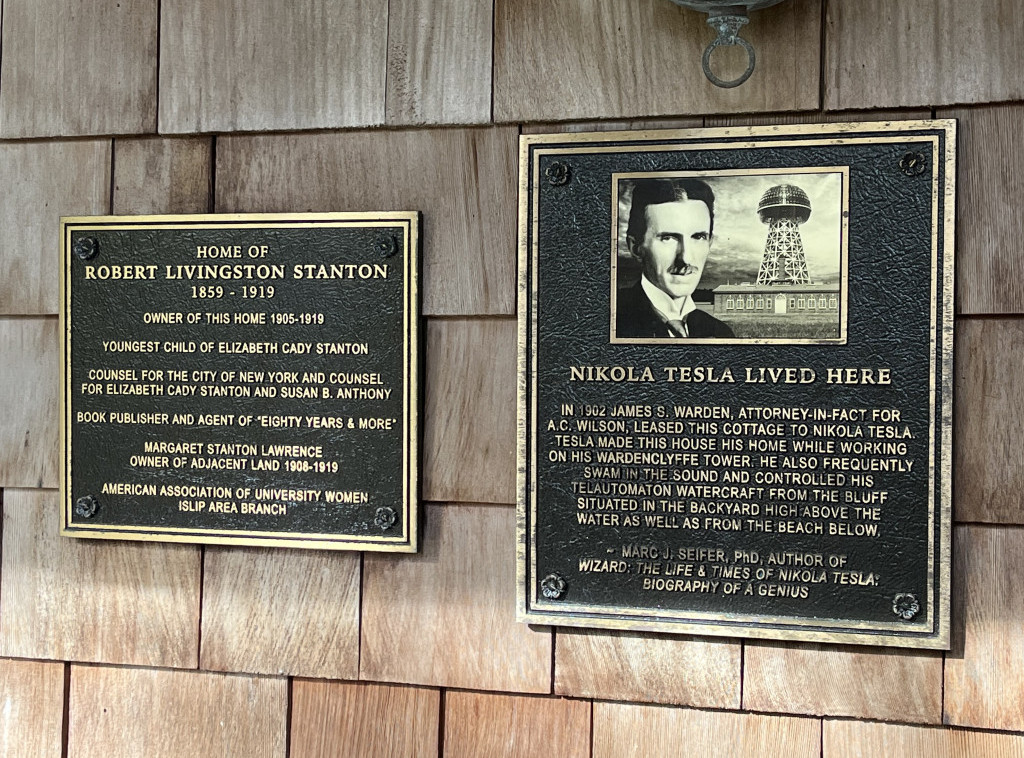 HOME OF
ROBERT LIVINGSTON STANTON
1859 - 1919
OWNER OF THIS HOME 1905-1919
YOUNGEST CHILD OF ELIZABETH CADY STANTON
COUNSEL FOR THE CITY OF NEW YORK AND COUNSEL
FOR ELIZABETH CADY STANTON AND SUSAN B. ANTHONY
BOOK PUBLISHER AND AGENT OF "EIGHTY YEARS & MORE"
MARGARET STANTON LAWRENCE
OWNER OF ADJACENT LAND 1908-1919
AMERICAN ASSOCIATION OF UNIVERSITY WOMEN
ISLIP AREA BRANCH
NIKOLA TESLA LIVED HERE
IN 1902 JAMES S. WARDEN, ATTORNEY-IN-FACT FOR
A.C. WILSON, LEASED THIS COTTAGE TO NIKOLA TESLA.
TESLA MADE THIS HOUSE HIS HOME WHILE WORKING
ON HIS WARDENCLYFFE TOWER. HE ALSO FREQUENTLY
SWAM IN THE SOUND AND CONTROLLED HIS
TELAUTOMATON WATERCRAFT FROM THE BLUFF
SITUATED IN THE BACKYARD HIGH ABOVE THE
WATER AS WELL AS FROM THE BEACH BELOW.
~ MARC J. SEIFER, PhD, AUTHOR OF
WIZARD: THE LIFE & TIMES OF NIKOLA TESLA:
BIOGRAPHY OF A GENIUS